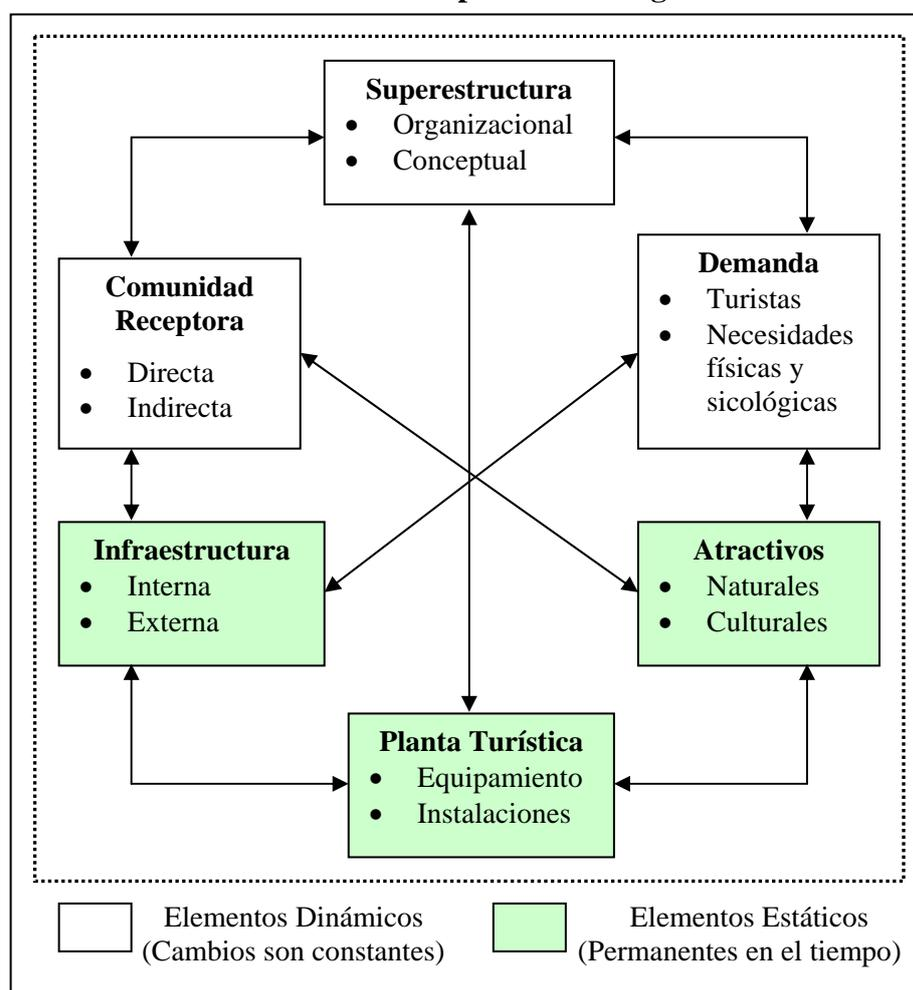 Superestructura
• Organizacional
• Conceptual
Comunidad
Receptora
• Directa
• Indirecta
Demanda
• Turistas
• Necesidades
físicas y
sicológicas
Infraestructura
• Interna
• Externa
Atractivos
• Naturales
• Culturales
Planta Turística
• Equipamiento
• Instalaciones
Elementos Dinámicos
(Cambios son constantes)
Elementos Estáticos
(Permanentes en el tiempo)